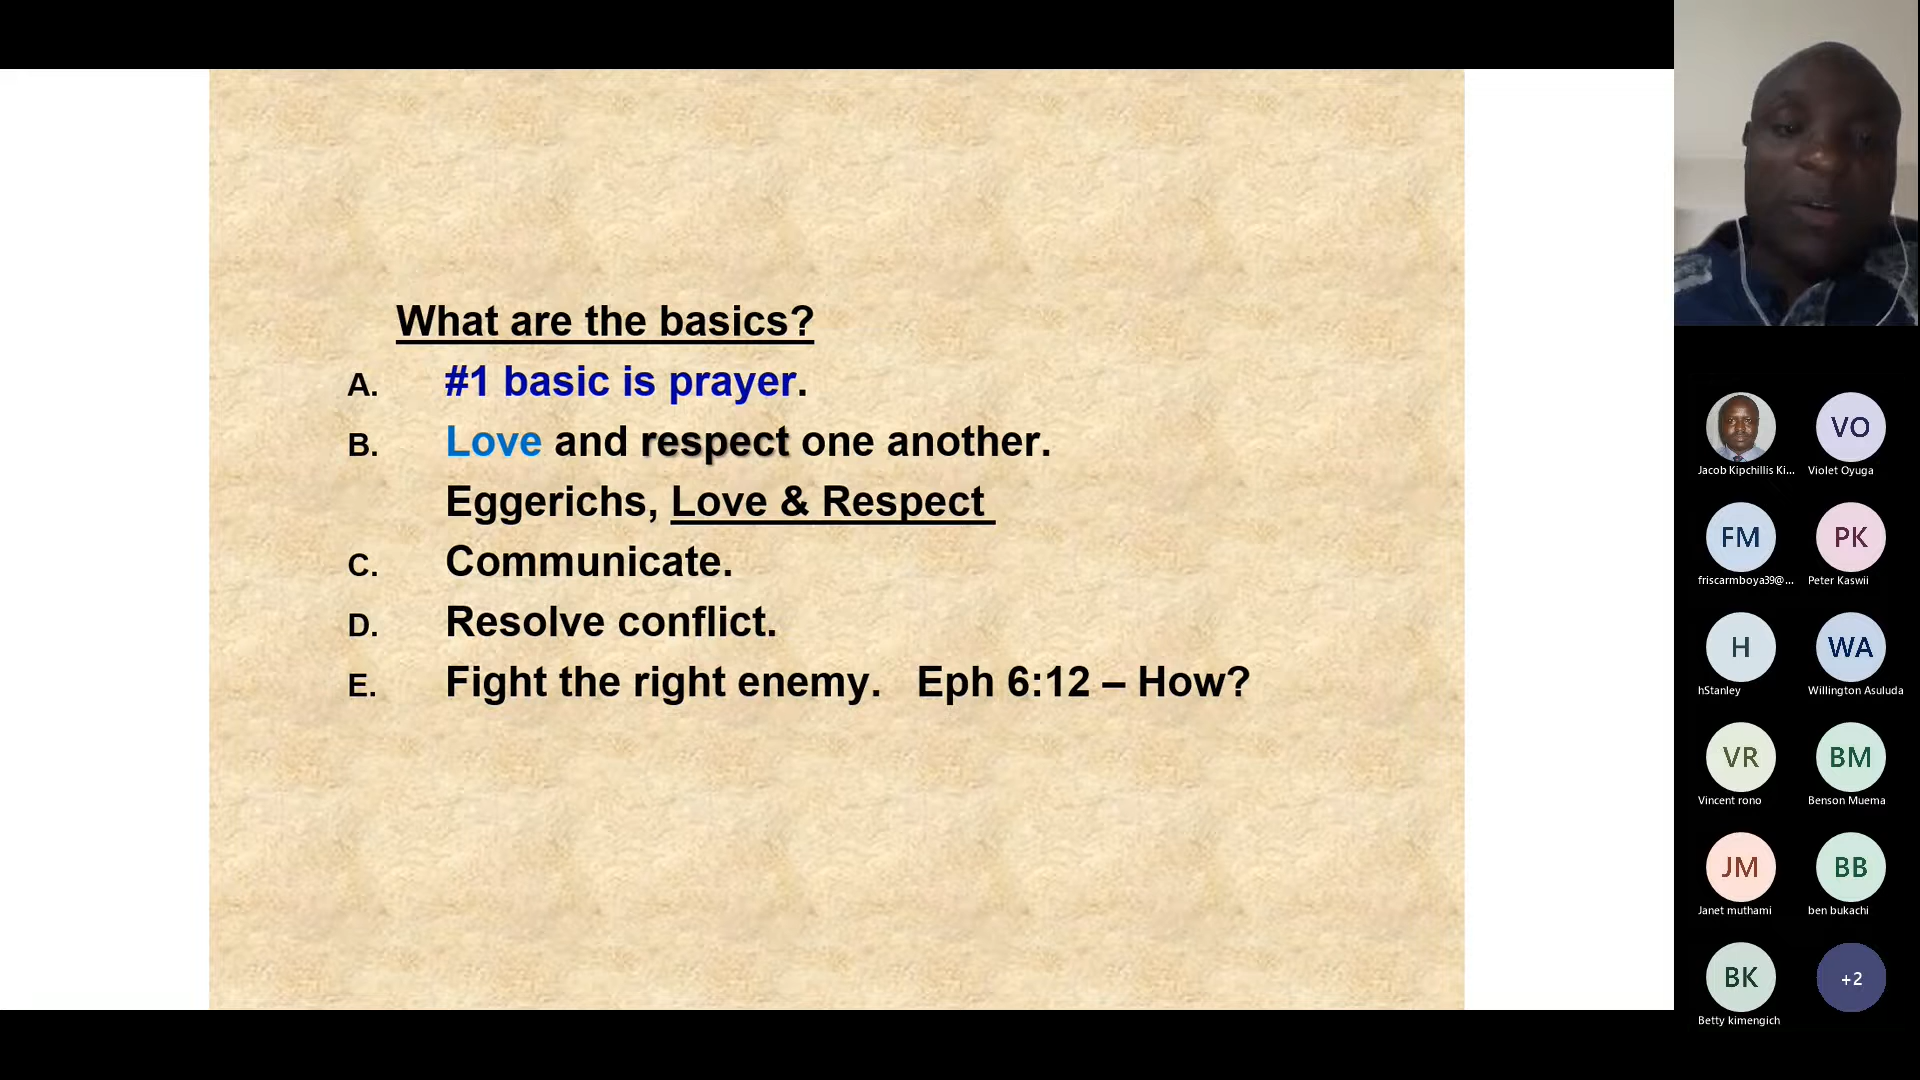 What are the basics?
A. #1 basic is prayer.
B. Love and respect one another.
Eggerichs, Love & Respect
C. Communicate.
D. Resolve conflict.
E. Fight the right enemy. Eph 6:12 – How?
Jacob Kipchillis Ki...
VO
Violet Oyuga
FM
friscarmboya39@...
PK
Peter Kaswii
H
hStanley
WA
Willington Asuluda
VR
Vincent rono
BM
Benson Muema
JM
Janet muthami
BB
ben bukachi
BK
Betty kimengich
+2